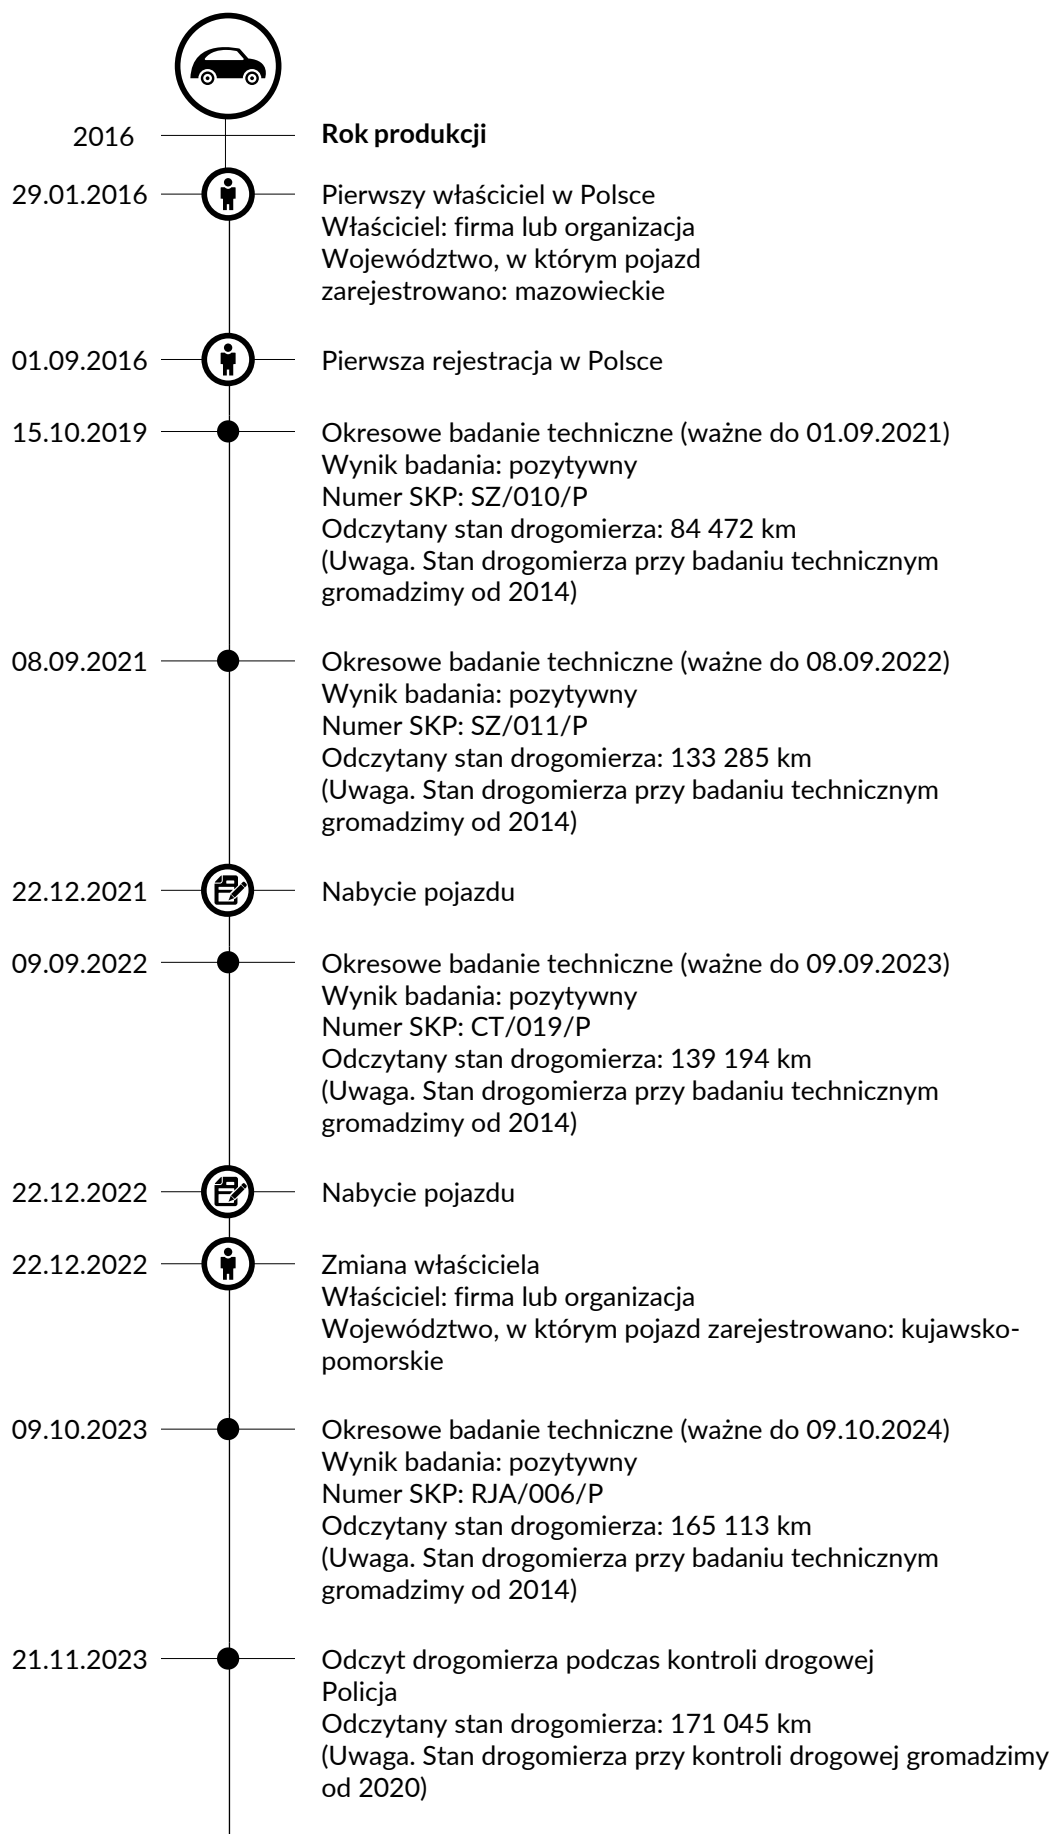 2016 Rok produkcji
29.01.2016 Pierwszy właściciel w Polsce
Właściciel: firma lub organizacja
Województwo, w którym pojazd
zarejestrowano: mazowieckie
01.09.2016 Pierwsza rejestracja w Polsce
15.10.2019 Okresowe badanie techniczne (ważne do 01.09.2021)
Wynik badania: pozytywny
Numer SKP: SZ/010/P
Odczytany stan drogomierza: 84 472 km
(Uwaga. Stan drogomierza przy badaniu technicznym
gromadzimy od 2014)
08.09.2021 Okresowe badanie techniczne (ważne do 08.09.2022)
Wynik badania: pozytywny
Numer SKP: SZ/011/P
Odczytany stan drogomierza: 133 285 km
(Uwaga. Stan drogomierza przy badaniu technicznym
gromadzimy od 2014)
22.12.2021 Nabycie pojazdu
09.09.2022 Okresowe badanie techniczne (ważne do 09.09.2023)
Wynik badania: pozytywny
Numer SKP: CT/019/P
Odczytany stan drogomierza: 139 194 km
(Uwaga. Stan drogomierza przy badaniu technicznym
gromadzimy od 2014)
22.12.2022 Nabycie pojazdu
22.12.2022 Zmiana właściciela
Właściciel: firma lub organizacja
Województwo, w którym pojazd zarejestrowano: kujawsko-
pomorskie
09.10.2023 Okresowe badanie techniczne (ważne do 09.10.2024)
Wynik badania: pozytywny
Numer SKP: RJA/006/P
Odczytany stan drogomierza: 165 113 km
(Uwaga. Stan drogomierza przy badaniu technicznym
gromadzimy od 2014)
21.11.2023 Odczyt drogomierza podczas kontroli drogowej
Policja
Odczytany stan drogomierza: 171 045 km
(Uwaga. Stan drogomierza przy kontroli drogowej gromadzimy
od 2020)